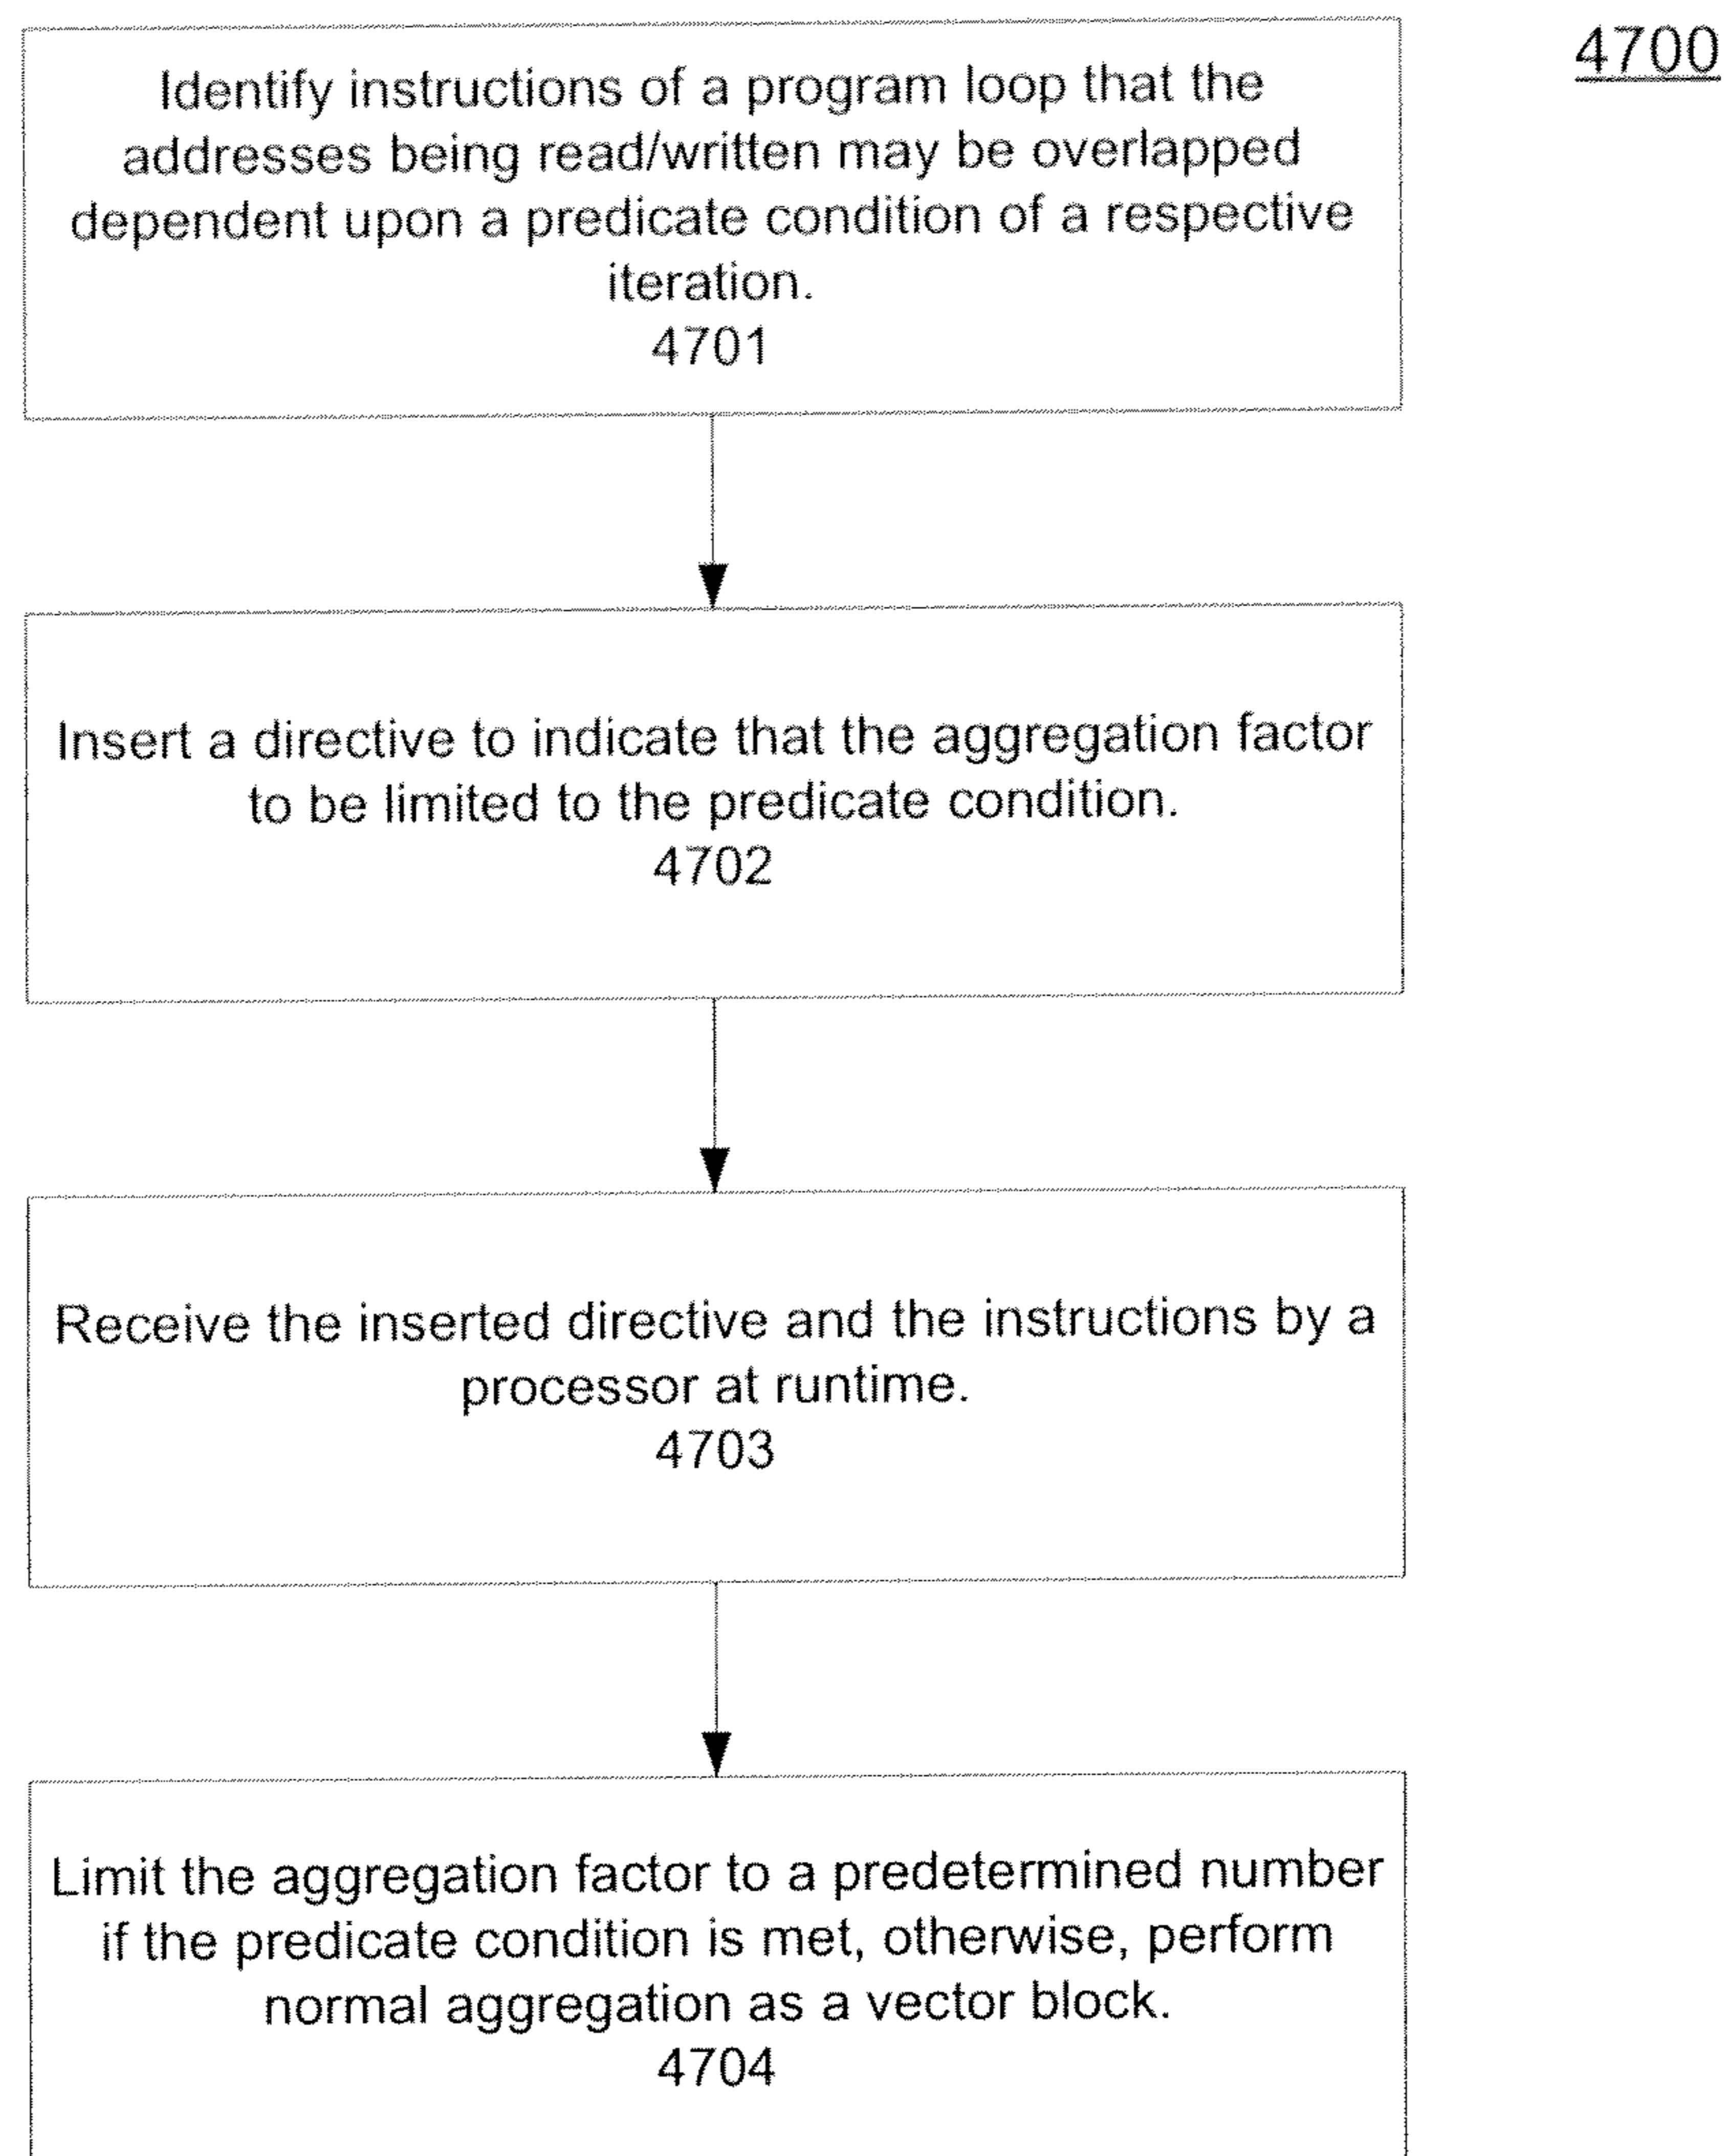 4700
Identify instructions of a program loop that the
addresses being read/written may be overlapped
dependent upon a predicate condition of a respective
iteration.
4701
Insert a directive to indicate that the aggregation factor
to be limited to the predicate condition.
4702
Receive the inserted directive and the instructions by a
processor at runtime.
4703
Limit the aggregation factor to a predetermined number
if the predicate condition is met, otherwise, perform
normal aggregation as a vector block.
4704